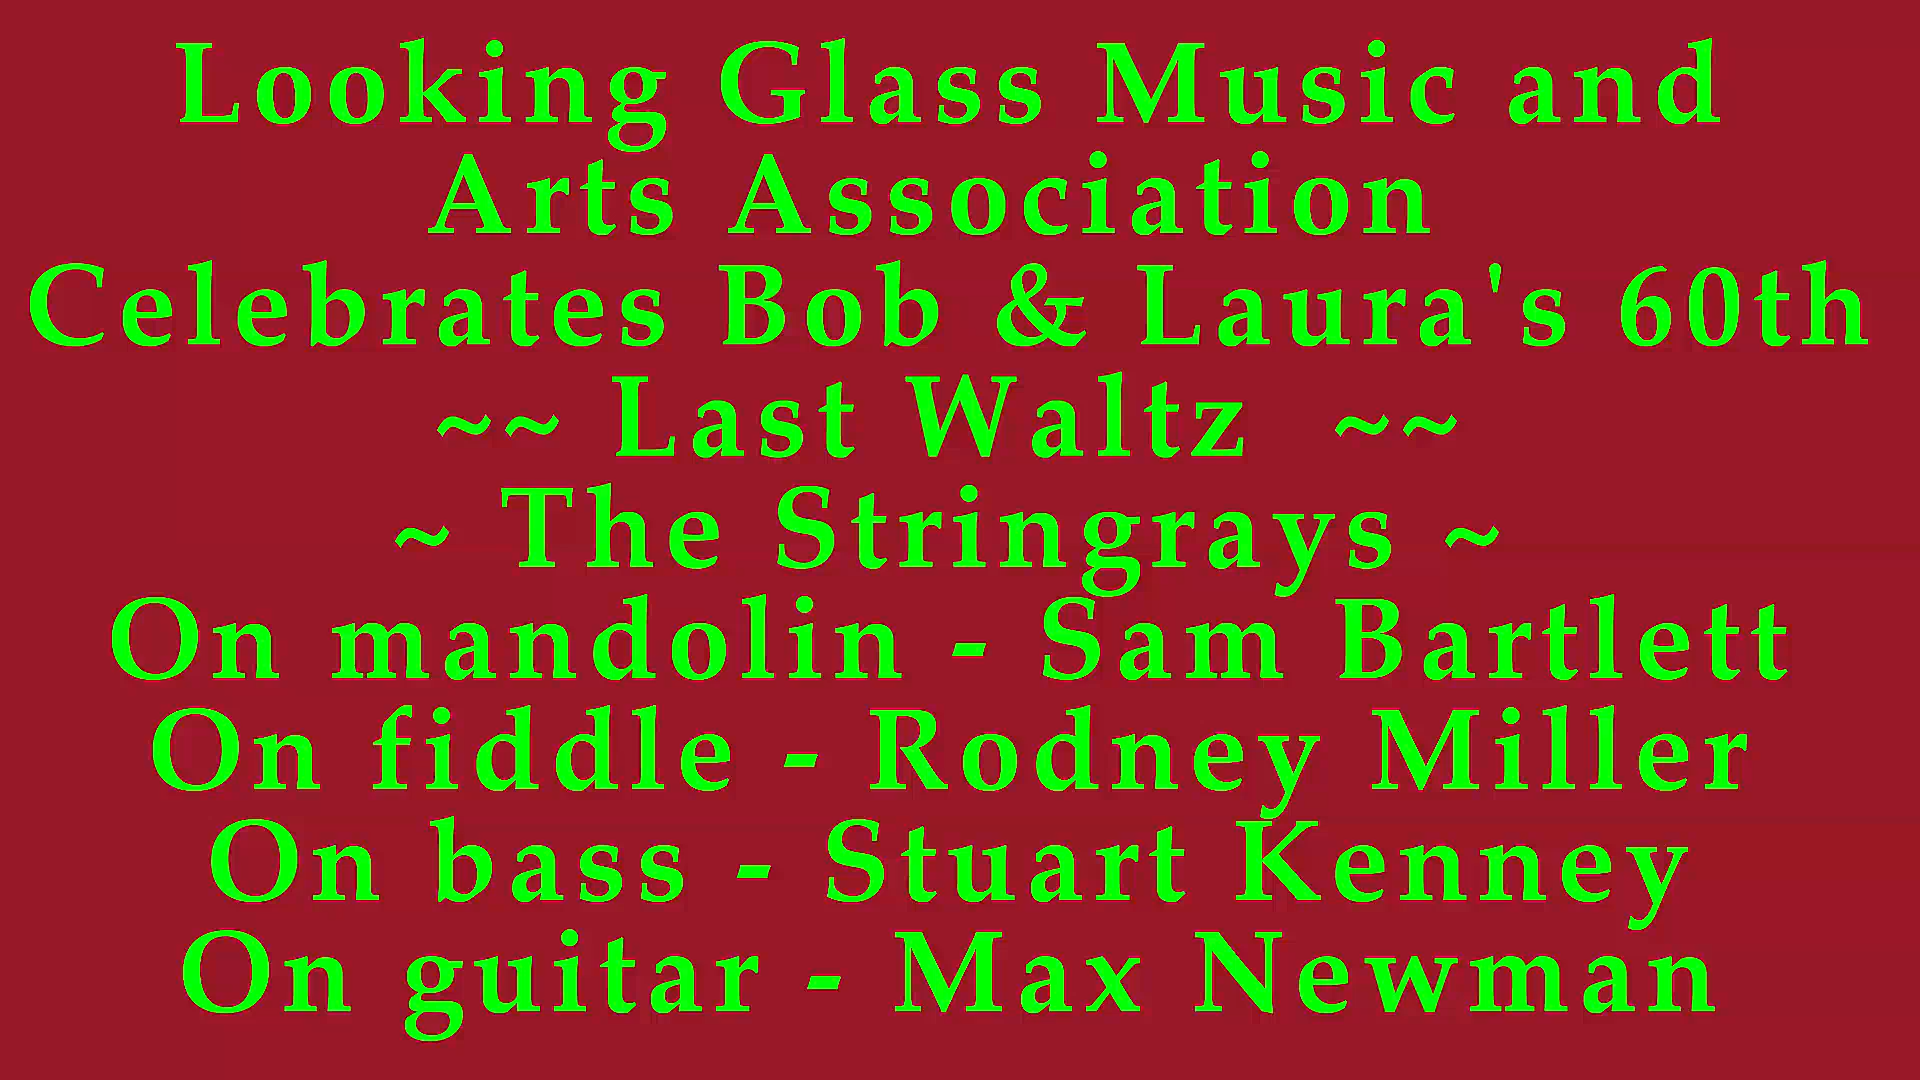 Looking Glass Music and
Arts Association
Celebrates Bob & Laura's 60th
~~ Last Waltz ~~
~ The Stringrays ~
On mandolin - Sam Bartlett
On fiddle - Rodney Miller
On bass - Stuart Kenney
On guitar - Max Newman